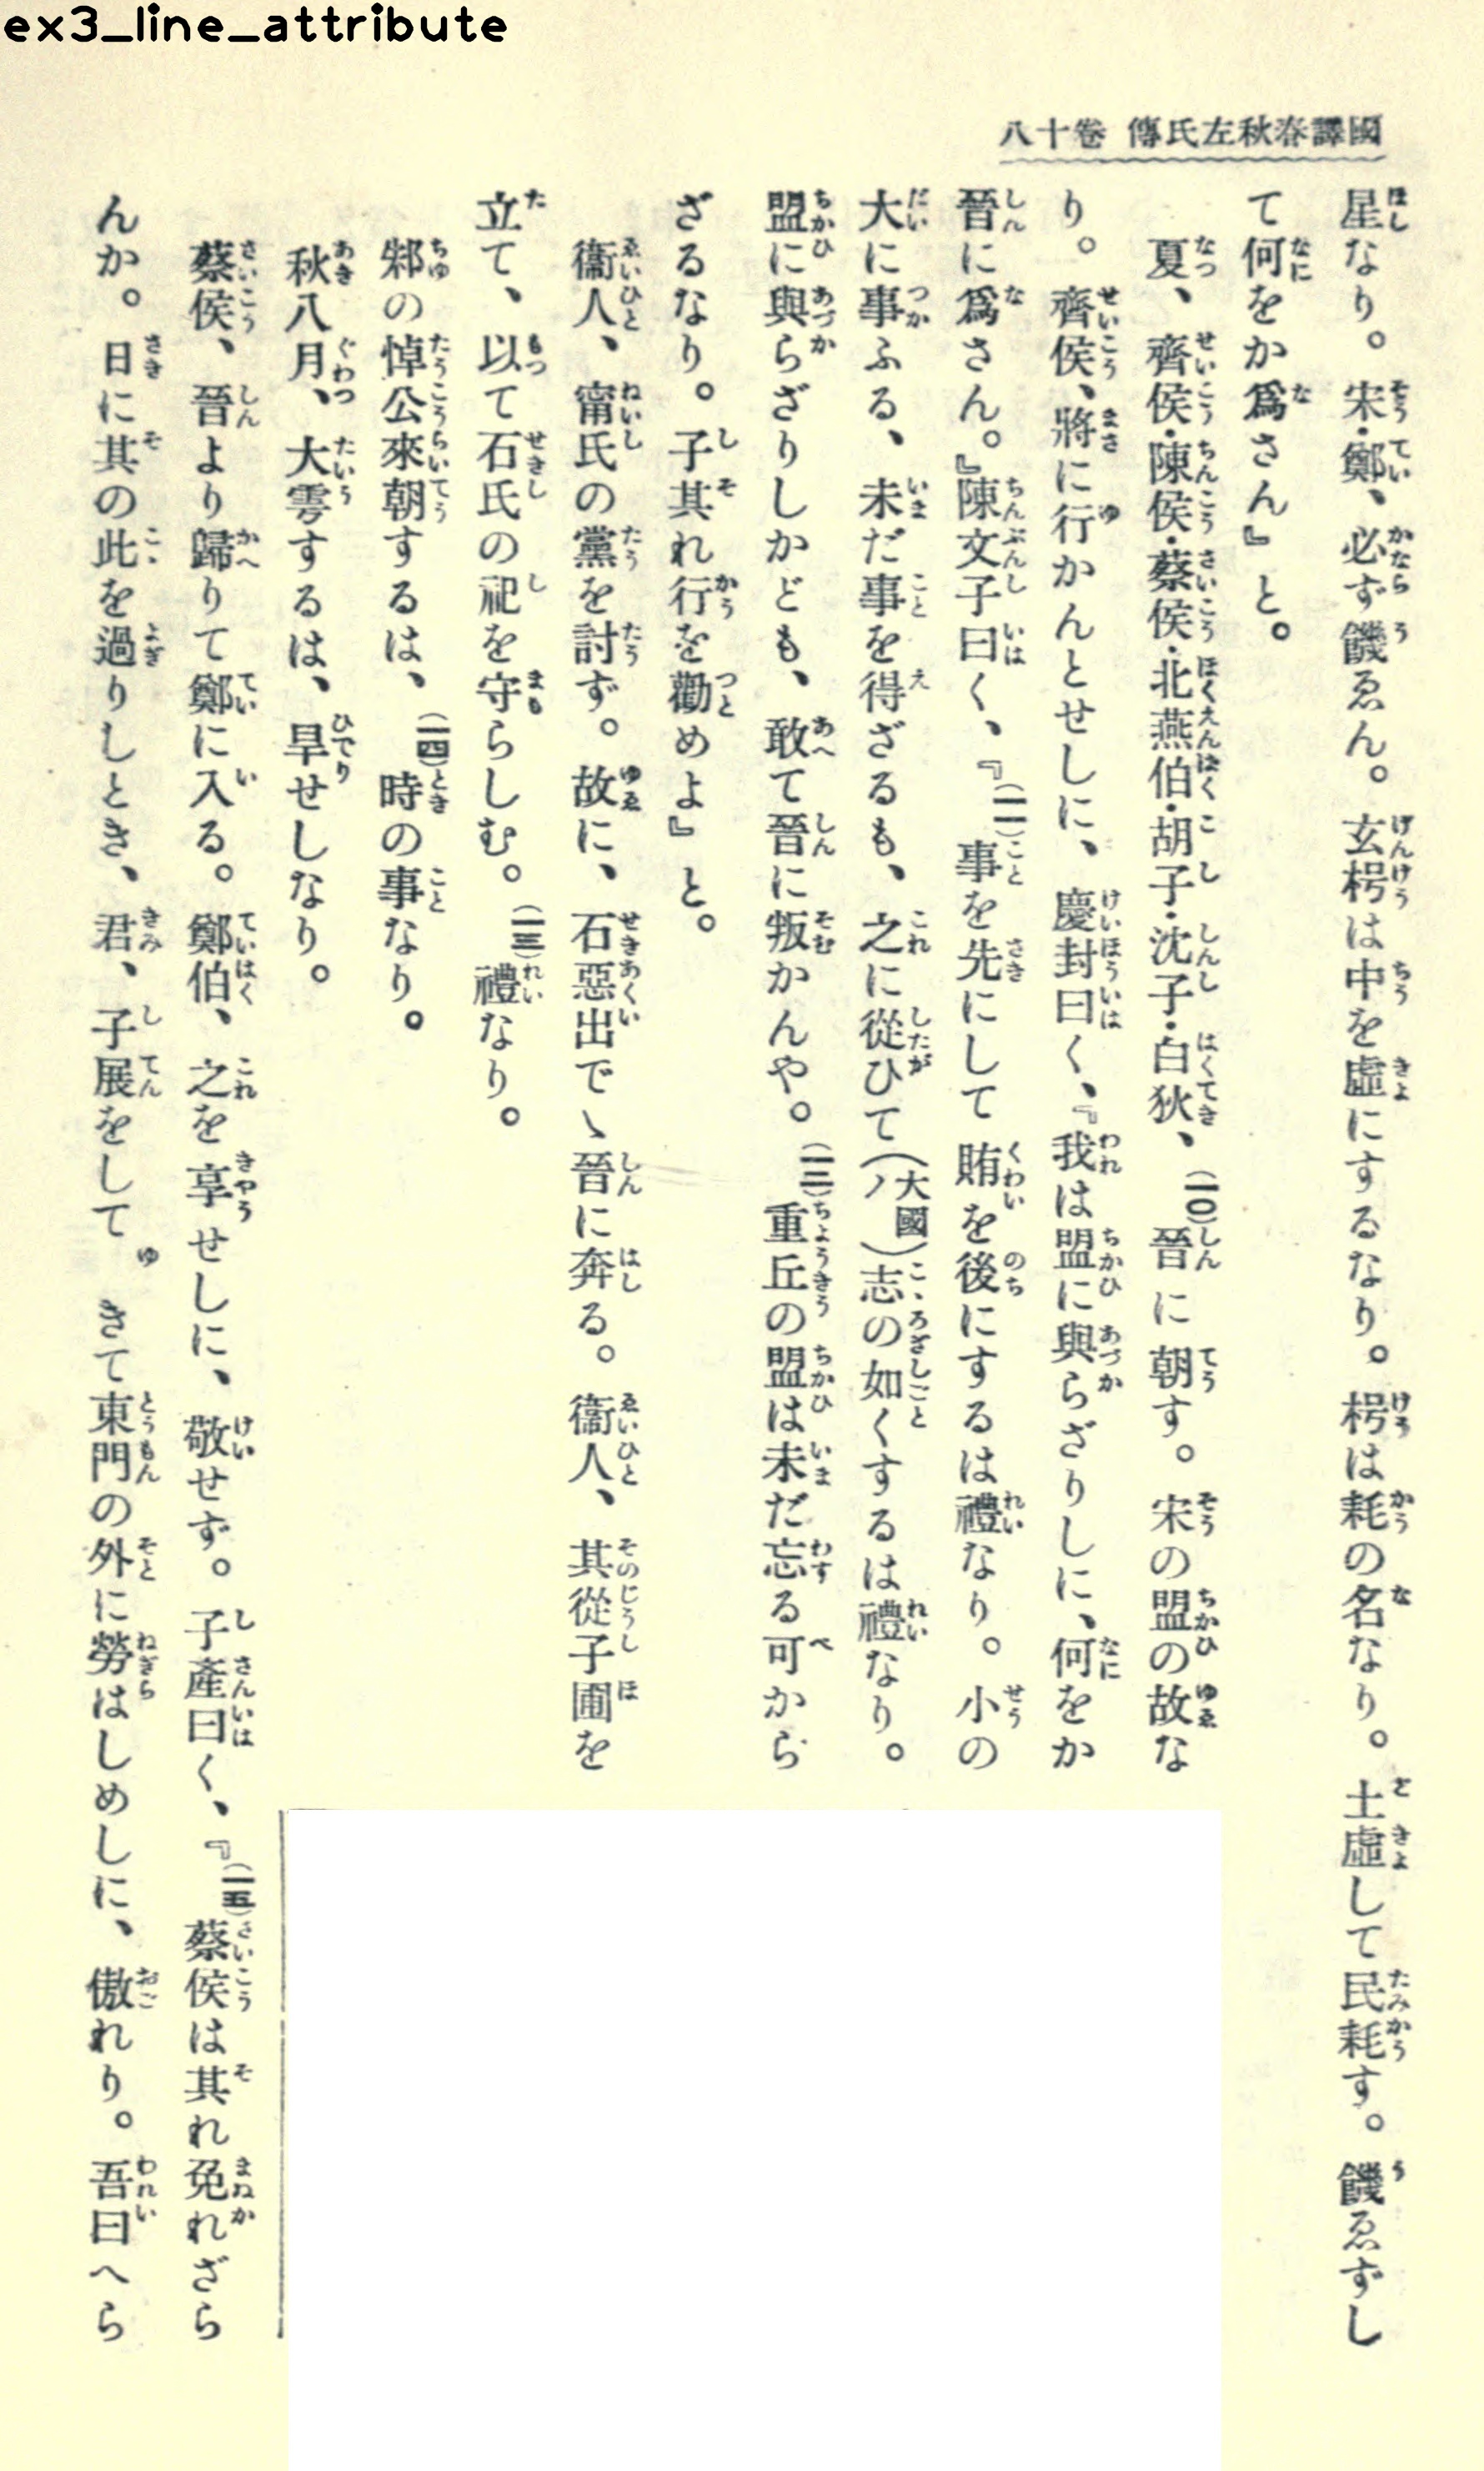 ex3_line_attribute
國譯春秋左氏傳 卷十八
星なり。宋・鄭、必ず饑ゑん。玄枵は中を虛にするなり。枵は耗の名なり。土虛して民耗す。饑ゑずし
て何をか爲さん』と。
夏、齊侯・陳侯・蔡侯・北燕伯・胡子・沈子・白狄、(一〇)晉に朝す。宋の盟の故な
り。齊侯、將に行かんとせしに、慶封曰く、『我は盟に與らざりしに、何をか
晉に爲さん。』陳文子曰く、『(一一)事を先にして賄を後にするは禮なり。小の
大に事ふる、未だ事を得ざるも、之に從ひて(大國ノ)志の如くするは禮なり。
盟に與らざりしかども、敢て晉に叛かんや。(一二)重丘の盟は未だ忘る可から
ざるなり。子其れ行を勸めよ』と。
衞人、甯氏の黨を討ず。故に、石惡出でゝ晉に奔る。衞人、其從子圃を
立て、以て石氏の祀を守らしむ。(一三)禮なり。
邾の悼公來朝するは、(一四)時の事なり。
秋八月、大雩するは、旱せしなり。
蔡侯、晉より歸りて鄭に入る。鄭伯、之を享せしに、敬せず。子產曰く、『(一五)蔡侯は其れ免れざら
んか。日に其の此を過りしとき、君、子展をして ゆきて東門の外に勞はしめしに、傲れり。吾曰へら